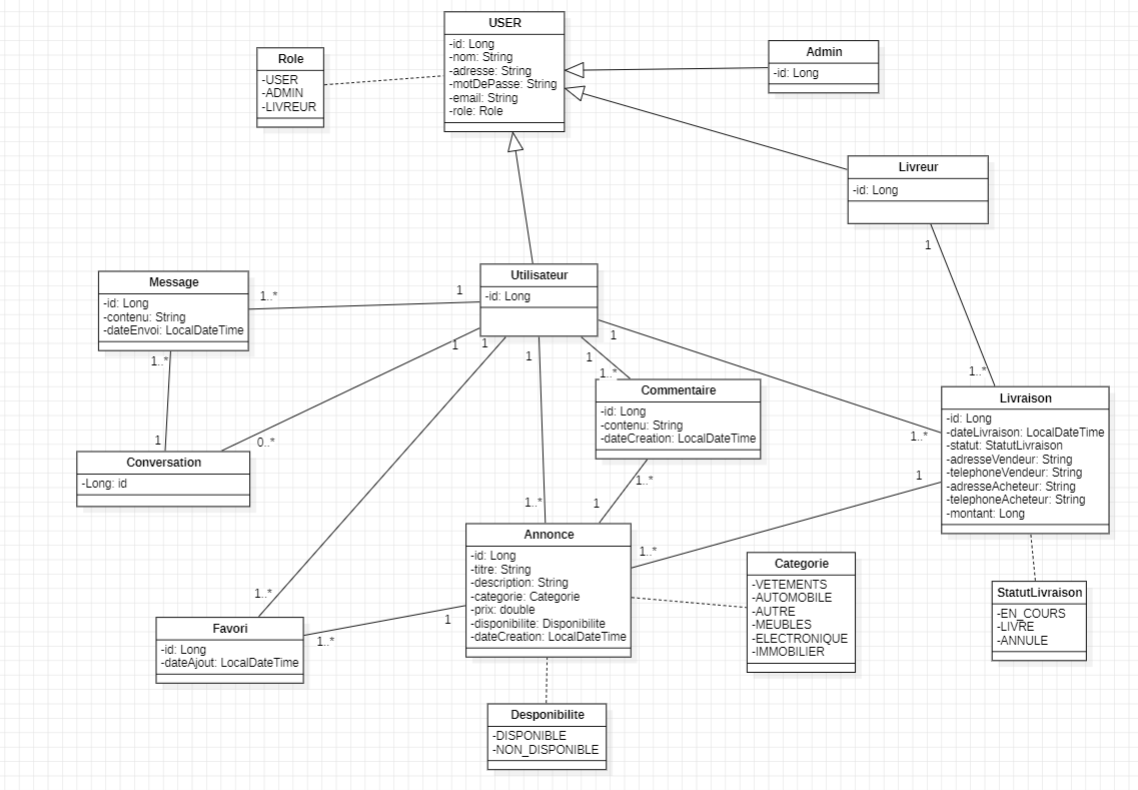 USER
-id: Long
-nom: String
-adresse: String
-motDePasse: String
-email: String
-role: Role
Role
-USER
-ADMIN
-LIVREUR
Admin
-id: Long
Livreur
-id: Long
1
1..*
Utilisateur
-id: Long
Message
-id: Long
-contenu: String
-dateEnvoi: LocalDateTime
1..*
1
1..*
1
1
0..*
1
1..*
1
1..*
1
1..*
1
1..*
Conversation
-Long: id
Commentaire
-id: Long
-contenu: String
-dateCreation: LocalDateTime
1..*
1
Livraison
-id: Long
-dateLivraison: LocalDateTime
-statut: StatutLivraison
-adresseVendeur: String
-telephoneVendeur: String
-adresseAcheteur: String
-telephoneAcheteur: String
-montant: Long
1
1..*
Annonce
-id: Long
-titre: String
-description: String
-categorie: Categorie
-prix: double
-disponibilite: Disponibilite
-dateCreation: LocalDateTime
Categorie
-VETEMENTS
-AUTOMOBILE
-AUTRE
-MEUBLES
-ELECTRONIQUE
-IMMOBILIER
StatutLivraison
-EN_COURS
-LIVRE
-ANNULE
Favori
-id: Long
-dateAjout: LocalDateTime
1..*
1
Desponibilite
-DISPONIBLE
-NON_DISPONIBLE